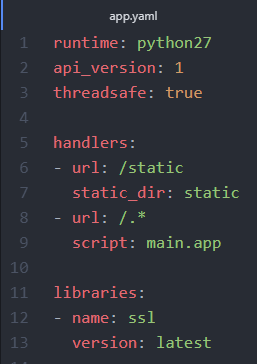 app.yaml
1 runtime: python27
2 api_version: 1
3 threadsafe: true
4
5 handlers:
6 - url: /static
7   static_dir: static
8 - url: /.*
9   script: main.app
10
11 libraries:
12 - name: ssl
13   version: latest